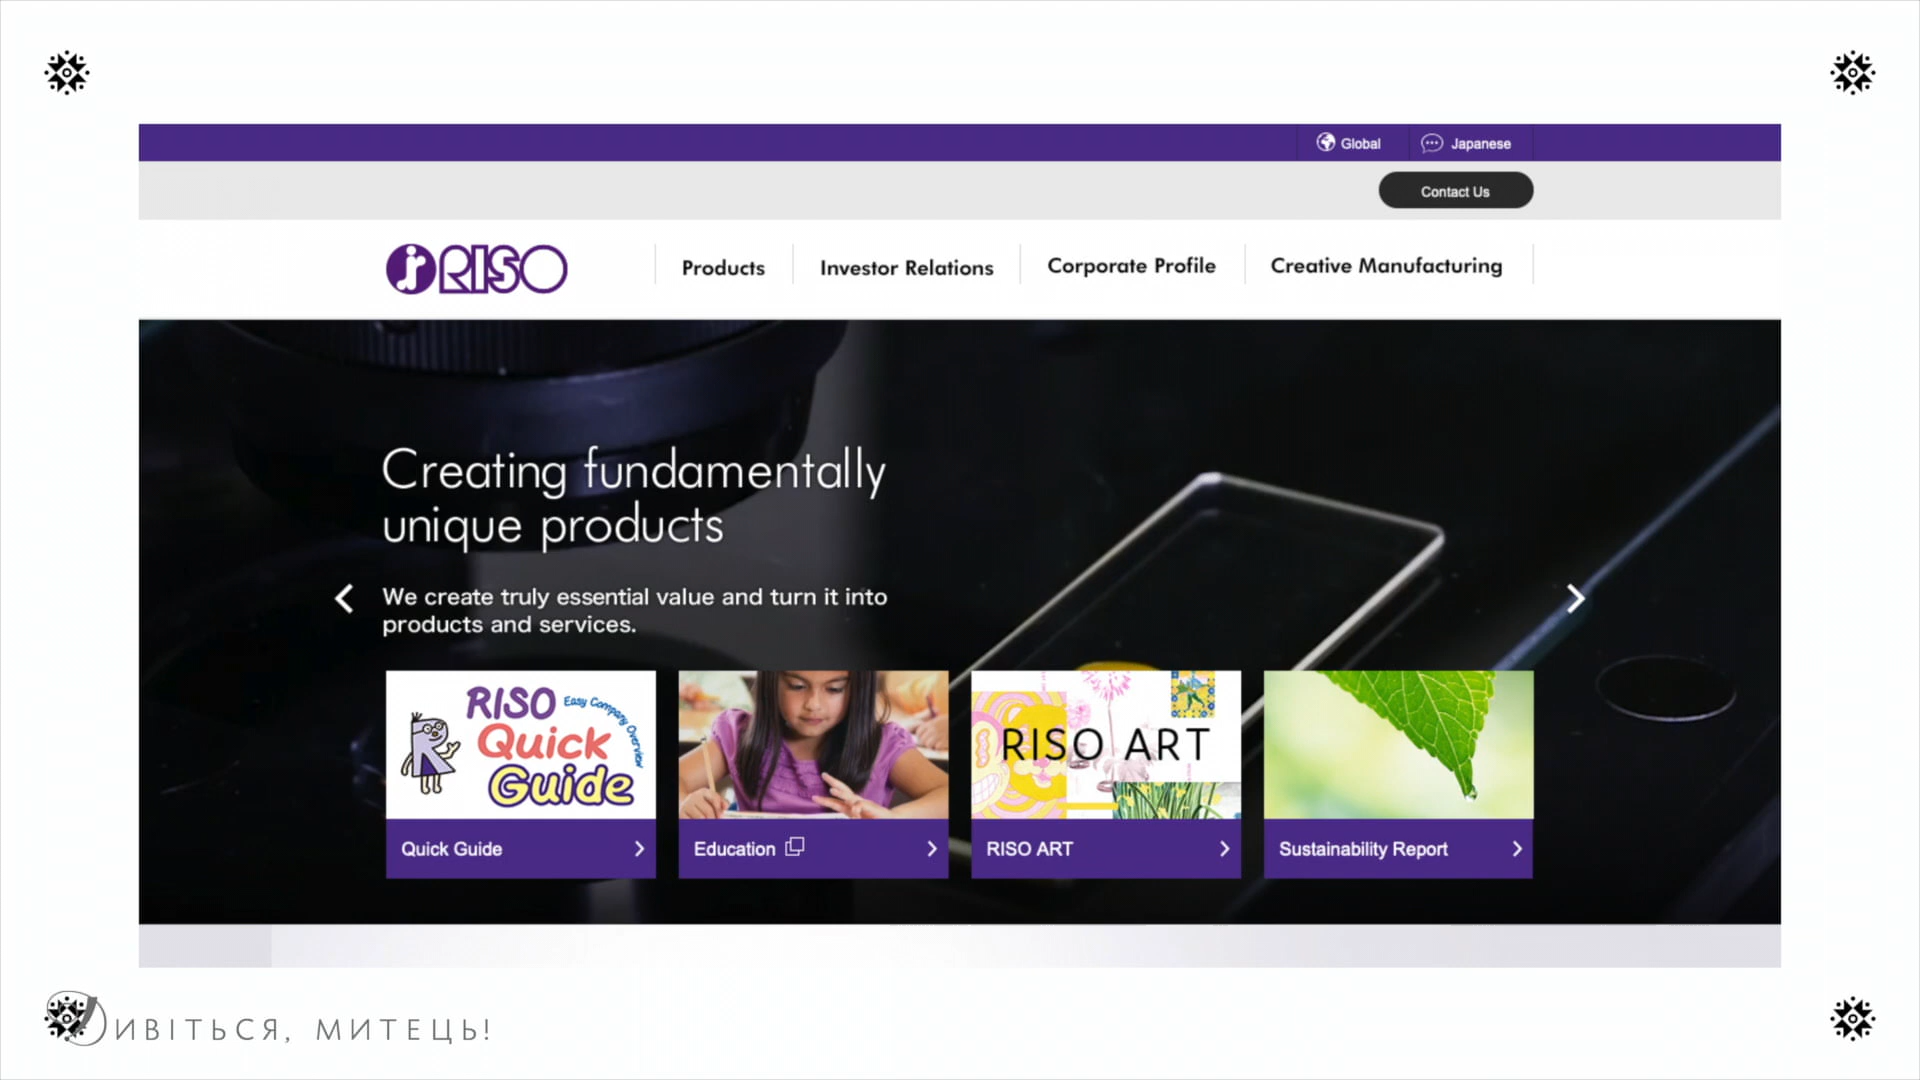 Global
Japanese
Contact Us
RISO
Products
Investor Relations
Corporate Profile
Creative Manufacturing
Creating fundamentally
unique products
We create truly essential value and turn it into
products and services.
RISO
Easy Company Overview
Quick
Guide
RISO ART
Quick Guide
Education
RISO ART
Sustainability Report
Дивіться, митець!